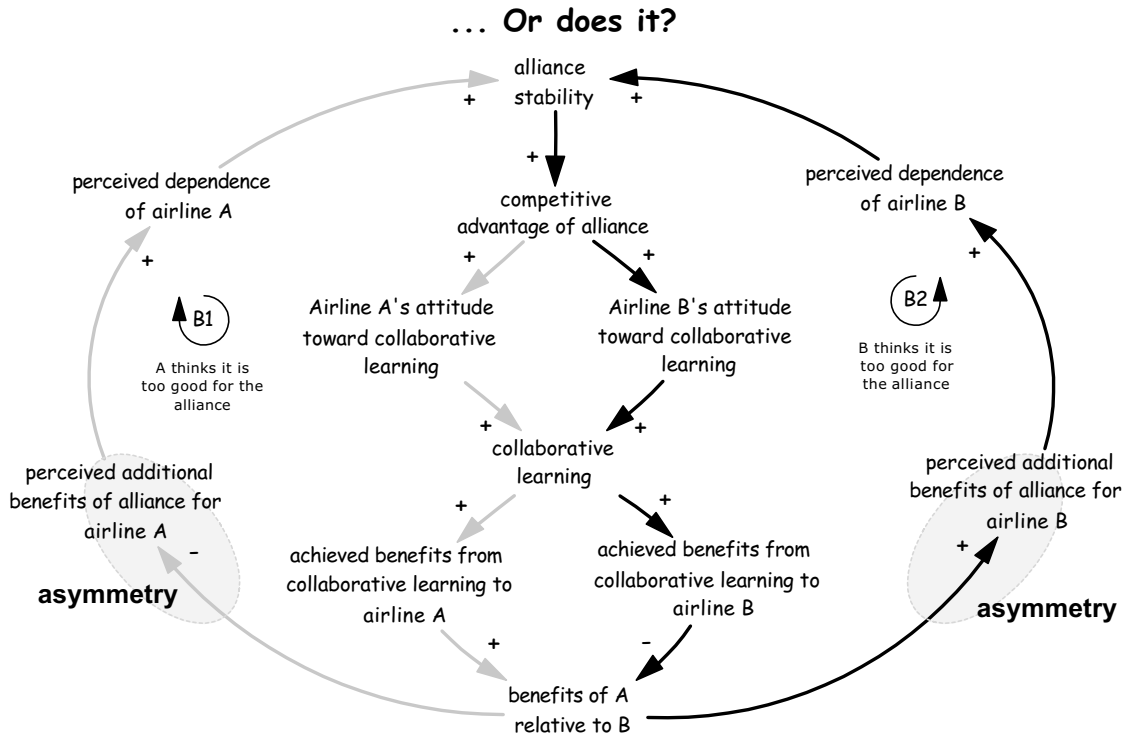 ... Or does it?
alliance
stability
+
+
+
perceived dependence
of airline A
perceived dependence
of airline B
competitive
advantage of alliance
+
+
+
+
B1
A thinks it is
too good for the
alliance
Airline A's attitude
toward collaborative
learning
Airline B's attitude
toward collaborative
learning
B2
B thinks it is
too good for
the alliance
+
+
collaborative
learning
perceived additional
benefits of alliance for
airline A
perceived additional
benefits of alliance for
airline B
+
+
-
+
achieved benefits from
collaborative learning to
airline A
achieved benefits from
collaborative learning to
airline B
asymmetry
asymmetry
+
-
benefits of A
relative to B